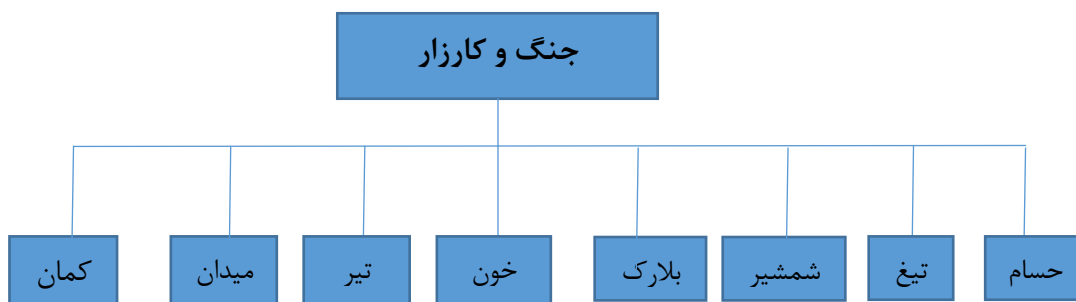 جنگ و کارزار
حسام
تیغ
شمشیر
بلارک
خون
تیر
میدان
کمان